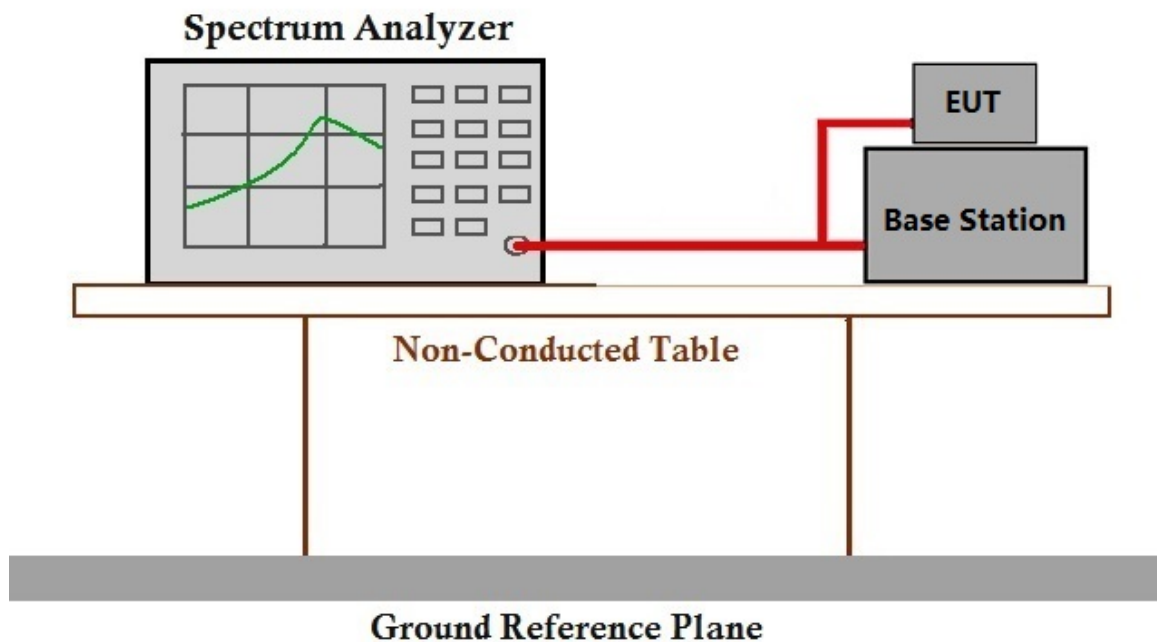 Spectrum Analyzer
EUT
Base Station
Non-Conducted Table
Ground Reference Plane